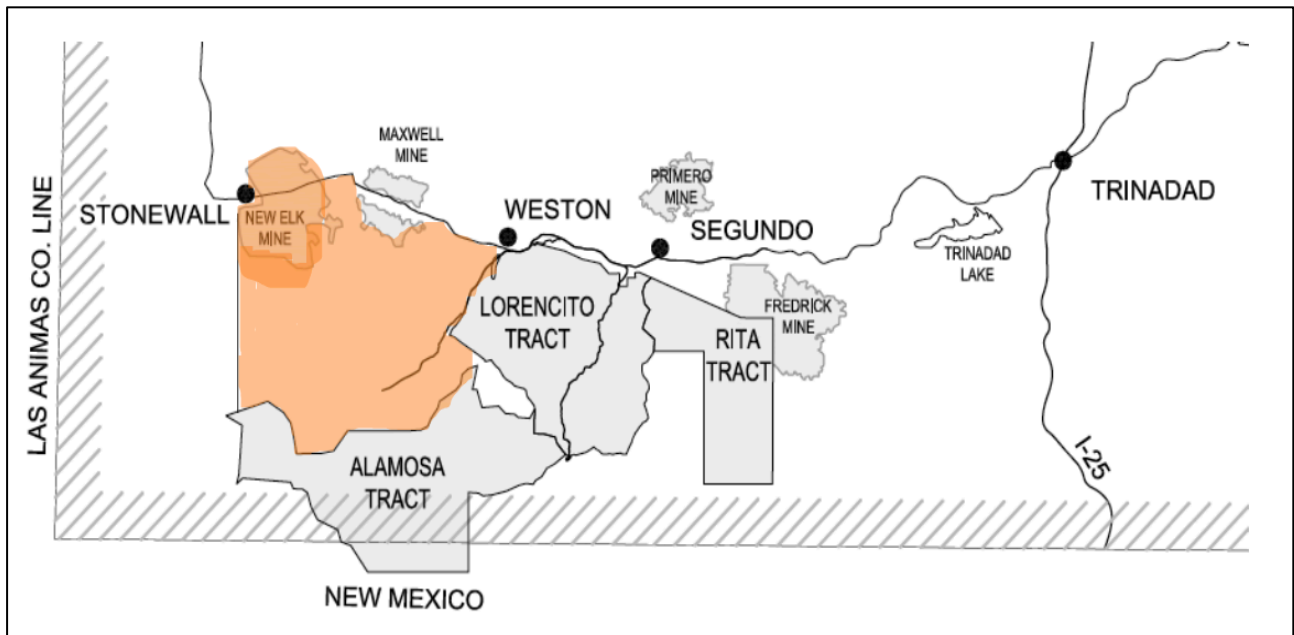 MAXWELL
MINE
PRIMERO
MINE
TRINADAD
STONEWALL
NEW ELK
MINE
WESTON
SEGUNDO
TRINADAD
LAKE
LORENCITO
TRACT
FREDRICK
MINE
RITA
TRACT
LAS ANIMAS CO. LINE
ALAMOSA
TRACT
I-25
NEW MEXICO